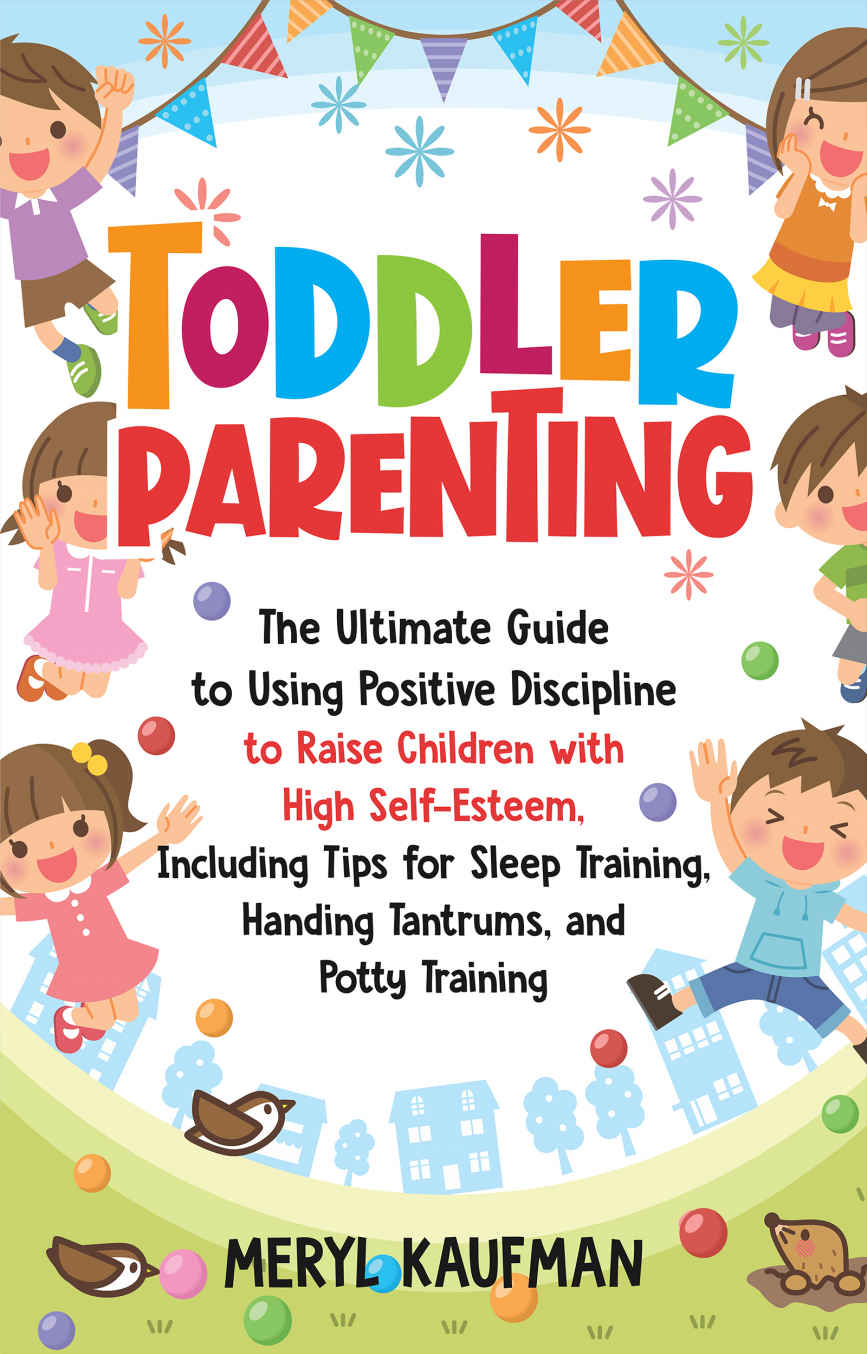 TODDLER
PARENTING
The Ultimate Guide
to Using Positive Discipline
to Raise Children with
High Self-Esteem,
Including Tips for Sleep Training,
Handing Tantrums, and
Potty Training
MERYL KAUFMAN